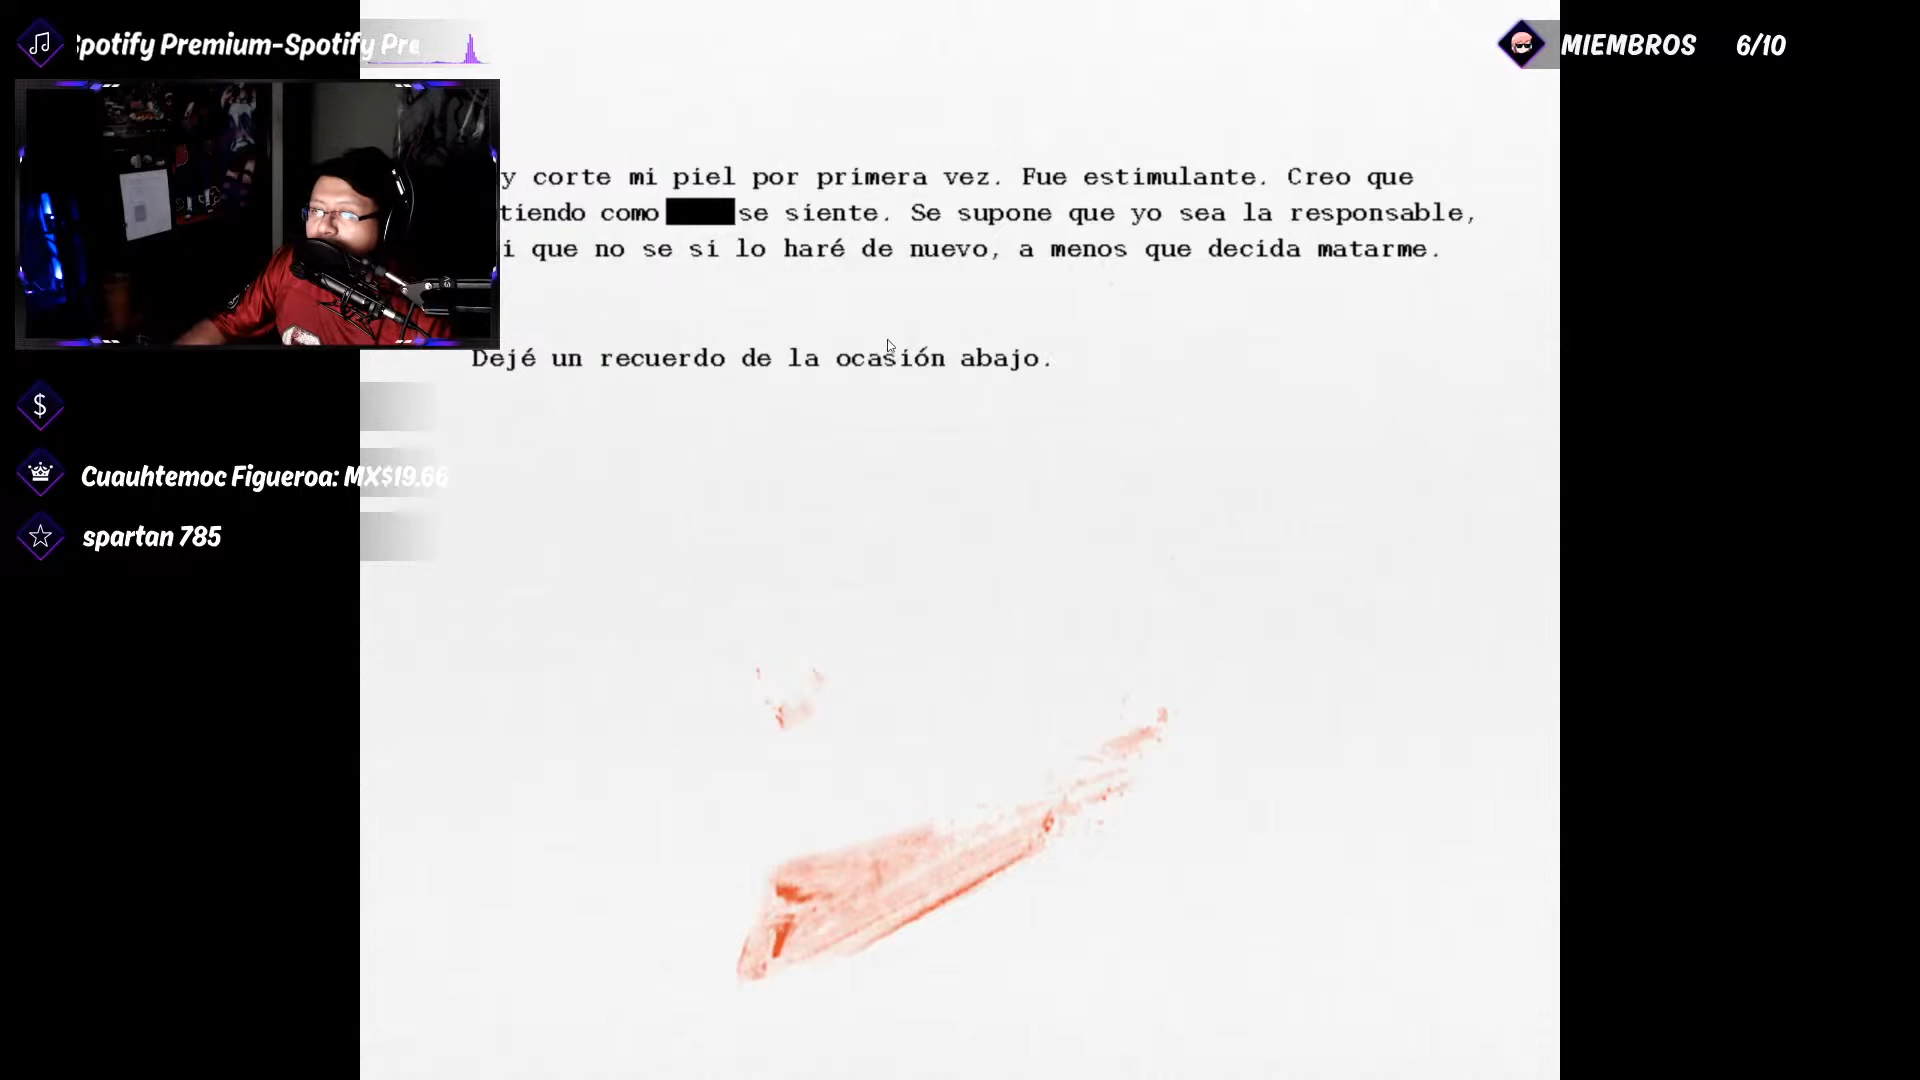 Spotify Premium-Spotify Pre
MIEMBROS 6/10
y corte mi piel por primera vez. Fue estimulante. Creo que
tiendo como se siente. Se supone que yo sea la responsable,
i que no se si lo haré de nuevo, a menos que decida matarme.
Dejé un recuerdo de la ocasión abajo.
$
Cuauhtemoc Figueroa: MX$19.66
spartan 785